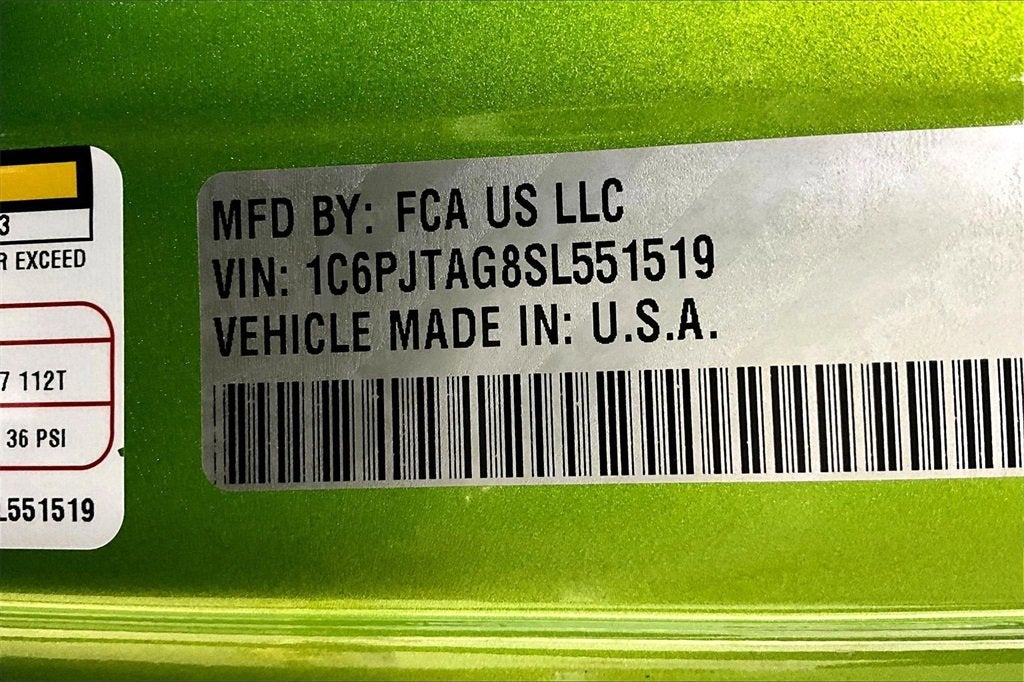 3
R EXCEED
7 112T
36 PSI
L551519
MFD BY: FCA US LLC
VIN: 1C6PJTAG8SL551519
VEHICLE MADE IN: U.S.A.